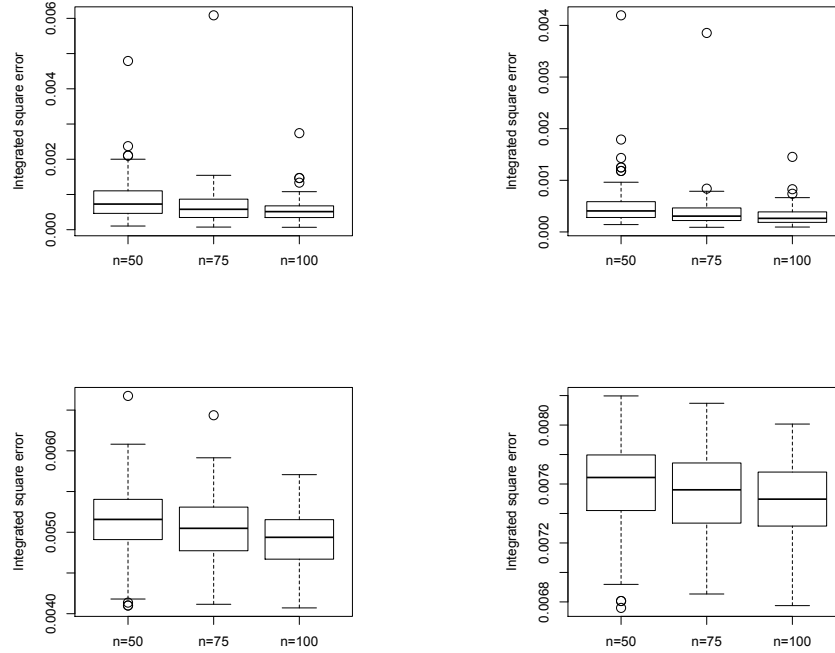 Integrated square error
0.000
0.002
0.004
0.006
n=50
n=75
n=100
Integrated square error
0.000
0.001
0.002
0.003
0.004
n=50
n=75
n=100
Integrated square error
0.0040
0.0050
0.0060
n=50
n=75
n=100
Integrated square error
0.0068
0.0072
0.0076
0.0080
n=50
n=75
n=100